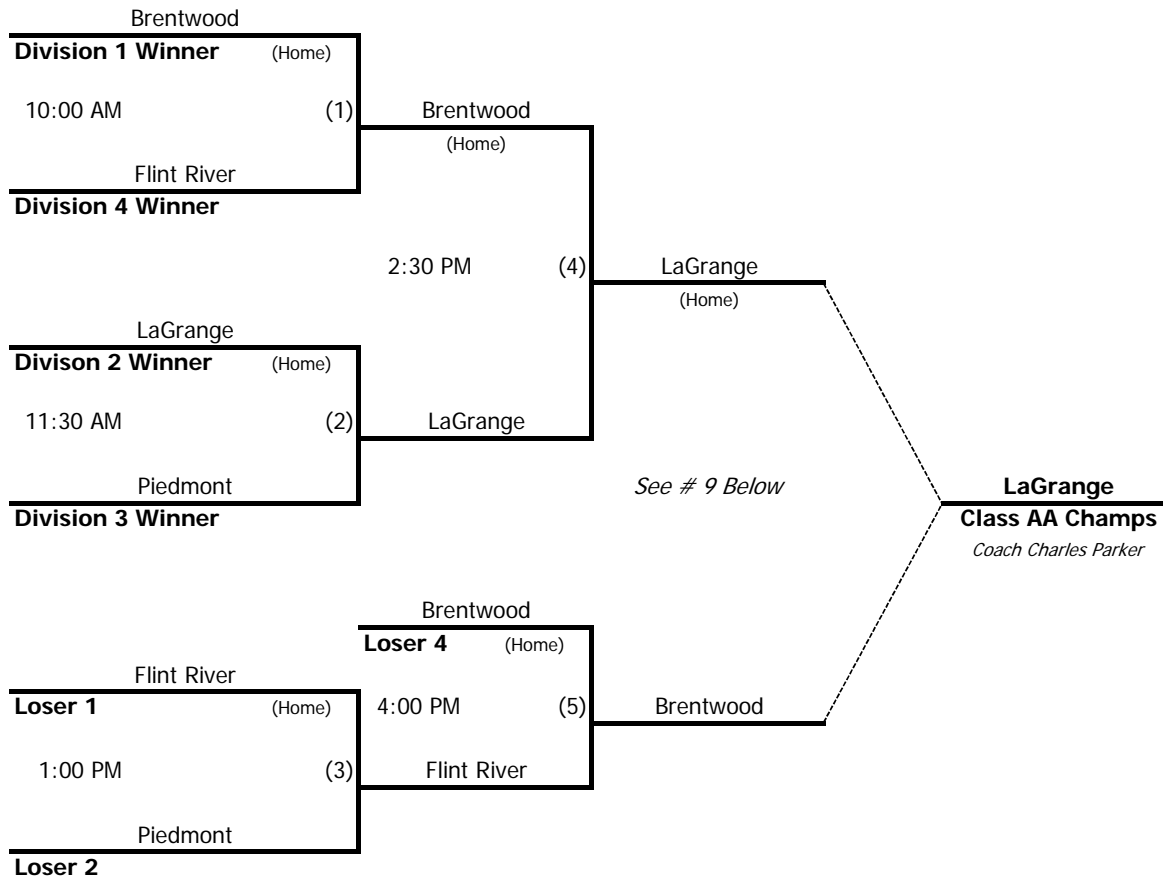 Brentwood
Division 1 Winner (Home)
10:00 AM (1)
Brentwood
(Home)
Flint River
Division 4 Winner
2:30 PM (4)
LaGrange
(Home)
LaGrange
Divison 2 Winner (Home)
11:30 AM (2)
LaGrange
Piedmont
Division 3 Winner
See # 9 Below
LaGrange
Class AA Champs
Coach Charles Parker
Brentwood
Loser 4 (Home)
Flint River
Loser 1 (Home)
4:00 PM (5)
Brentwood
1:00 PM (3)
Flint River
Piedmont
Loser 2